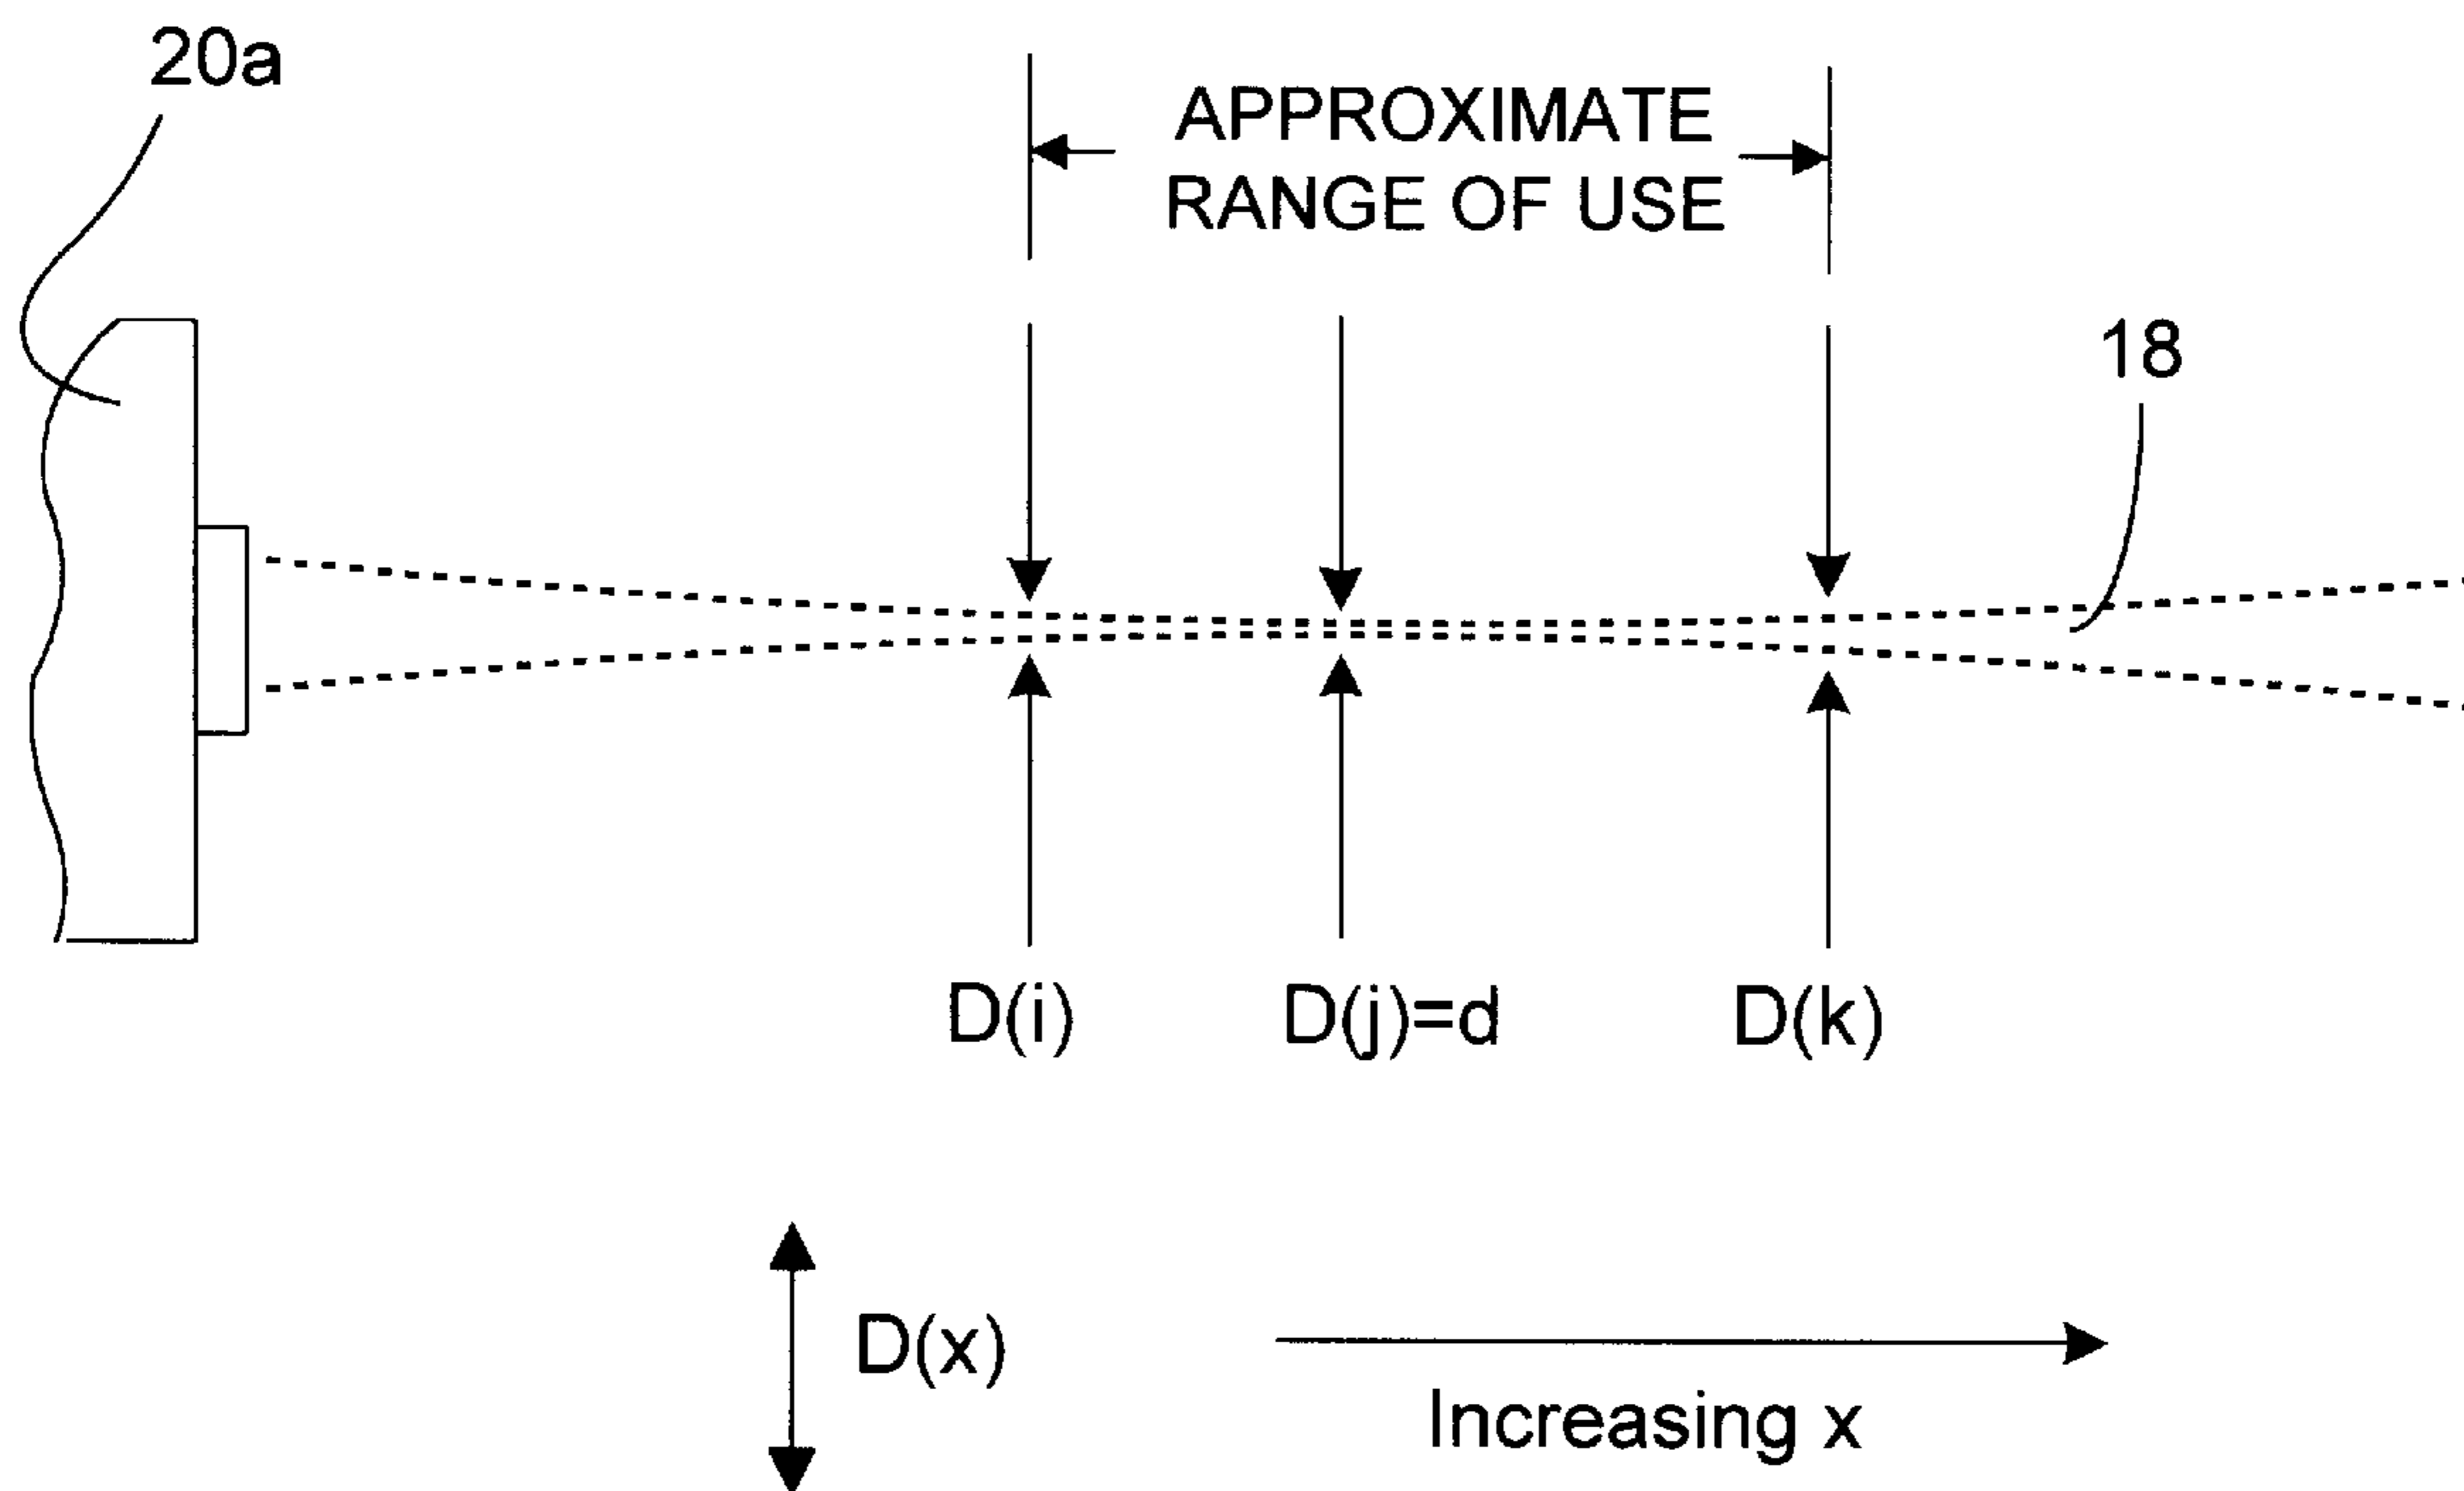 20a
APPROXIMATE
RANGE OF USE
18
D(i)
D(j)=d
D(k)
D(x)
Increasing x